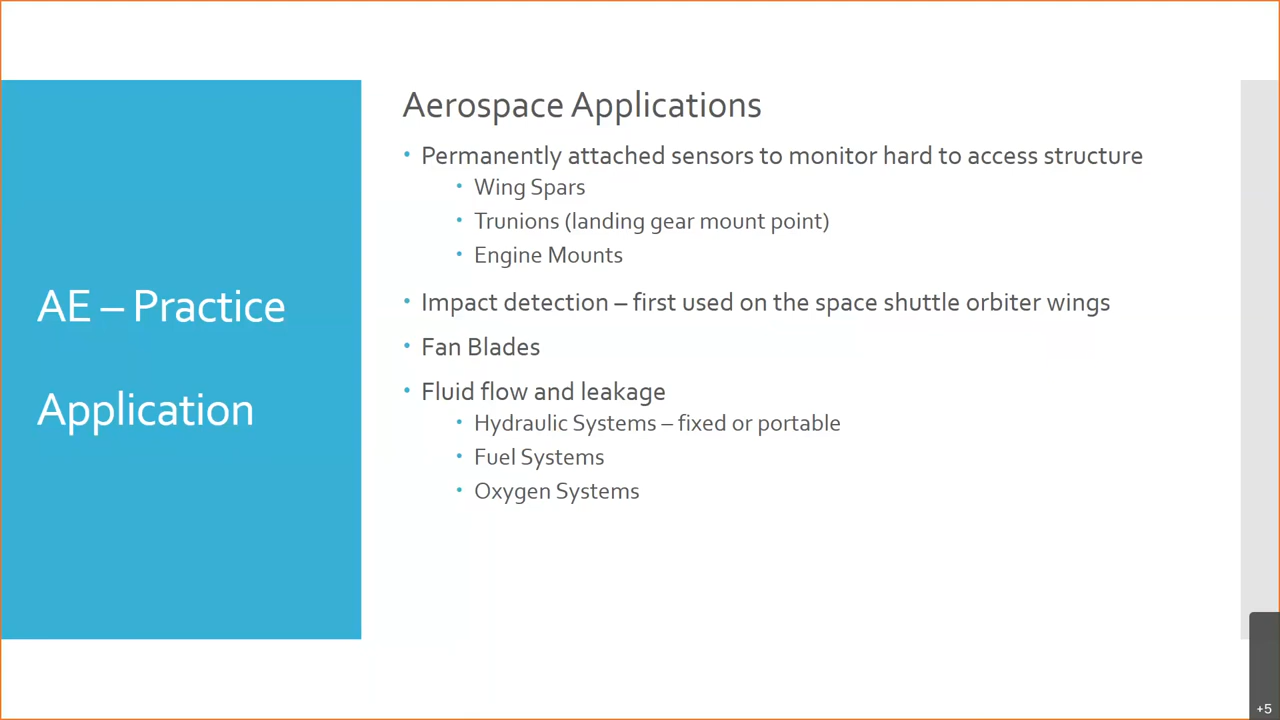 AE – Practice
Application
Aerospace Applications
• Permanently attached sensors to monitor hard to access structure
• Wing Spars
• Trunions (landing gear mount point)
• Engine Mounts
• Impact detection – first used on the space shuttle orbiter wings
• Fan Blades
• Fluid flow and leakage
• Hydraulic Systems – fixed or portable
• Fuel Systems
• Oxygen Systems
+5